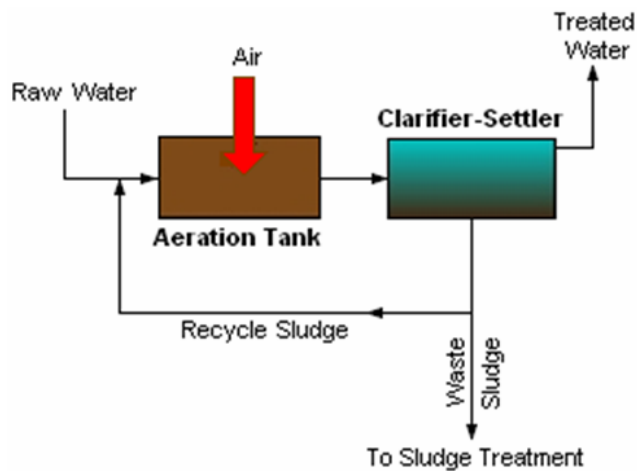 Treated
Water
Air
Raw Water
Clarifier-Settler
Aeration Tank
Recycle Sludge
Waste
Sludge
To Sludge Treatment